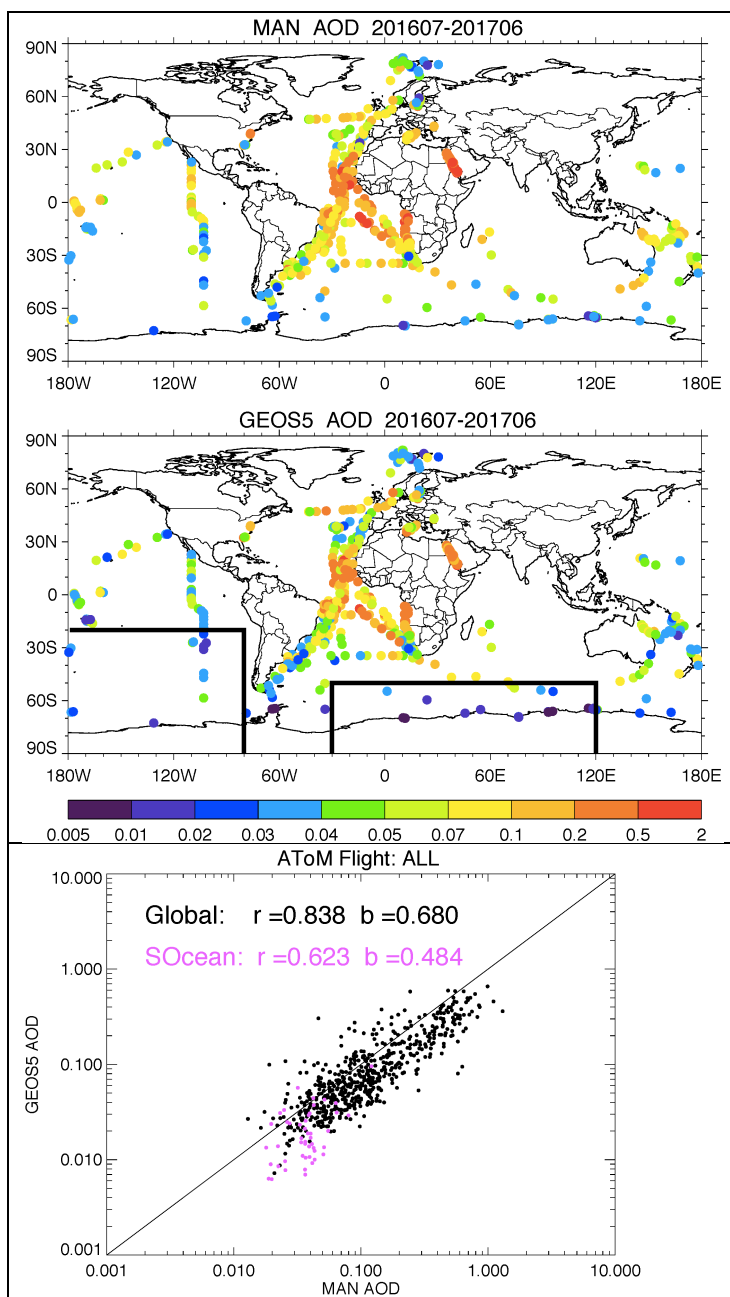 MAN AOD 201607-201706
90N
60N
30N
0
30S
60S
90S
180W 120W 60W 0 60E 120E 180E
GEOS5 AOD 201607-201706
90N
60N
30N
0
30S
60S
90S
180W 120W 60W 0 60E 120E 180E
0.005 0.01 0.02 0.03 0.04 0.05 0.07 0.1 0.2 0.5 2
AToM Flight: ALL
10.000
Global: r =0.838 b =0.680
SOcean: r =0.623 b =0.484
1.000
GEOS5 AOD
0.100
0.010
0.001
0.001 0.010 0.100 1.000 10.000
MAN AOD